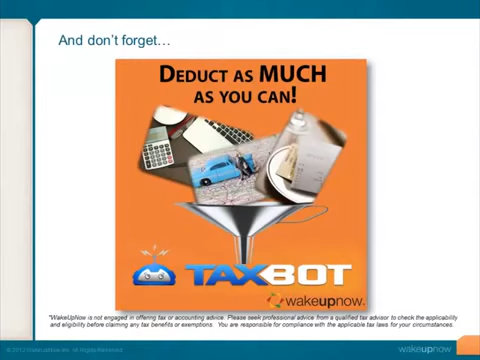 And don't forget…
DEDUCT AS MUCH
AS YOU CAN!
TAXBOT
wakeupnow.
*WakeUpNow is not engaged in offering tax or accounting advice. Please seek professional advice from a qualified tax advisor to check the applicability
and eligibility before claiming any tax benefits or exemptions. You are responsible for compliance with the applicable tax laws for your circumstances.
© 2012 WakeUpNow, Inc. All Rights Reserved.
wakeupnow